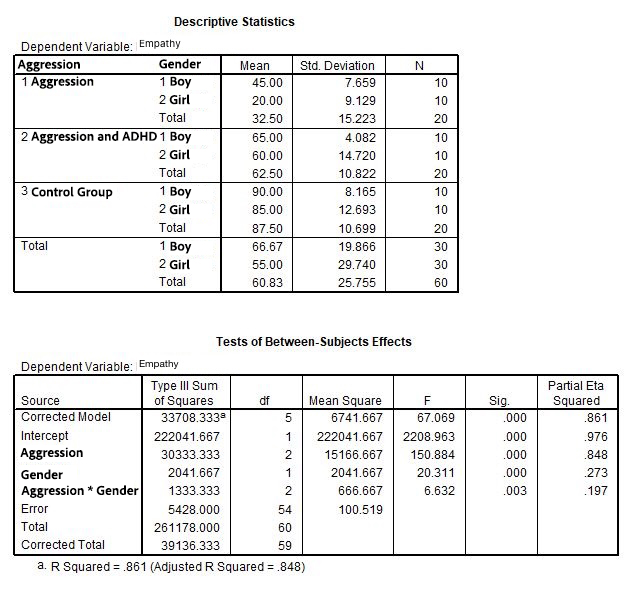 Descriptive Statistics
Dependent Variable: Empathy
Aggression Gender Mean Std. Deviation N
1 Aggression 1 Boy 45.00 7.659 10
2 Girl 20.00 9.129 10
Total 32.50 15.223 20
2 Aggression and ADHD 1 Boy 65.00 4.082 10
2 Girl 60.00 14.720 10
Total 62.50 10.822 20
3 Control Group 1 Boy 90.00 8.165 10
2 Girl 85.00 12.693 10
Total 87.50 10.699 20
Total 1 Boy 66.67 19.866 30
2 Girl 55.00 29.740 30
Total 60.83 25.755 60
Tests of Between-Subjects Effects
Dependent Variable: Empathy
Source Type III Sum of Squares df Mean Square F Sig. Partial Eta Squared
Corrected Model 33708.333a 5 6741.667 67.069 .000 .861
Intercept 222041.667 1 222041.667 2208.963 .000 .976
Aggression 30333.333 2 15166.667 150.884 .000 .848
Gender 2041.667 1 2041.667 20.311 .000 .273
Aggression * Gender 1333.333 2 666.667 6.632 .003 .197
Error 5428.000 54 100.519
Total 261178.000 60
Corrected Total 39136.333 59
a. R Squared = .861 (Adjusted R Squared = .848)